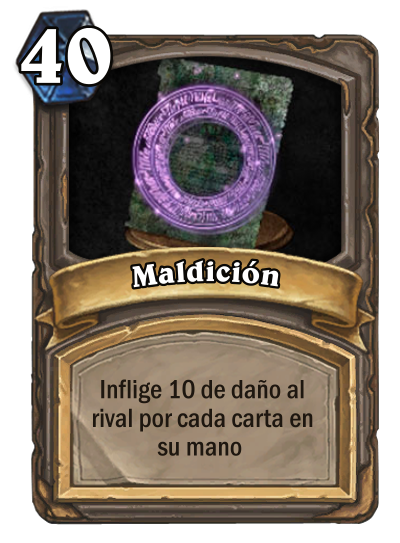 40
Maldición
Inflige 10 de daño al
rival por cada carta en
su mano